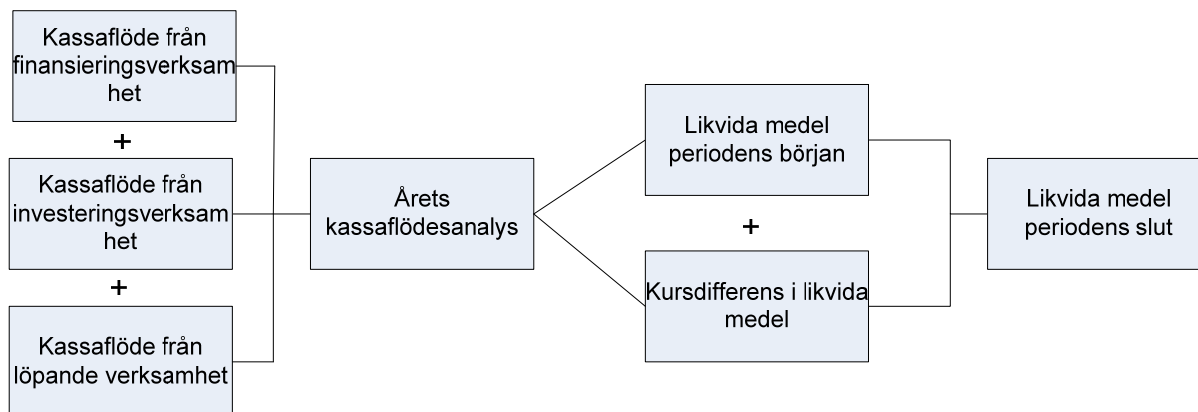 Kassaflöde från
finansieringsverksam
het
+
Kassaflöde från
investeringsverksam
het
+
Kassaflöde från
löpande verksamhet
Årets
kassaflödesanalys
Likvida medel
periodens början
+
Kursdifferens i likvida
medel
Likvida medel
periodens slut